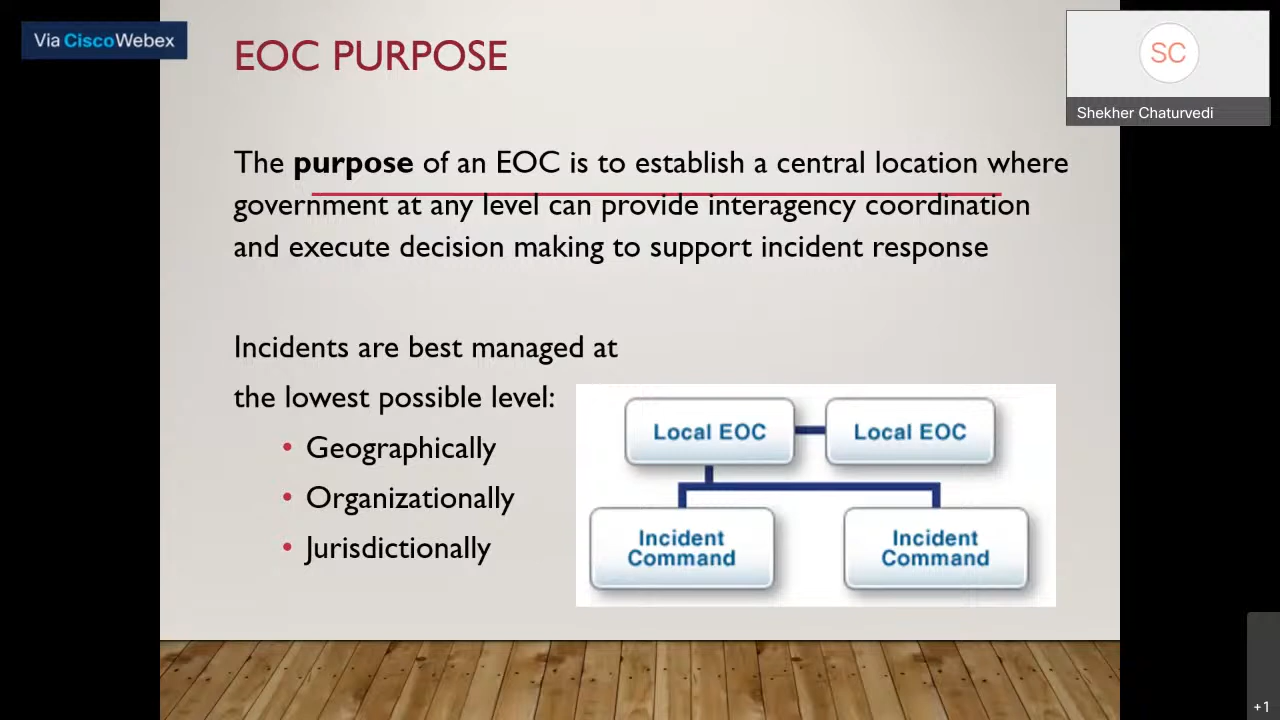 Via CiscoWebex
EOC PURPOSE
SC
Shekher Chaturvedi
The purpose of an EOC is to establish a central location where
government at any level can provide interagency coordination
and execute decision making to support incident response
Incidents are best managed at
the lowest possible level:
• Geographically
• Organizationally
• Jurisdictionally
Local EOC
Local EOC
Incident
Command
Incident
Command
+1